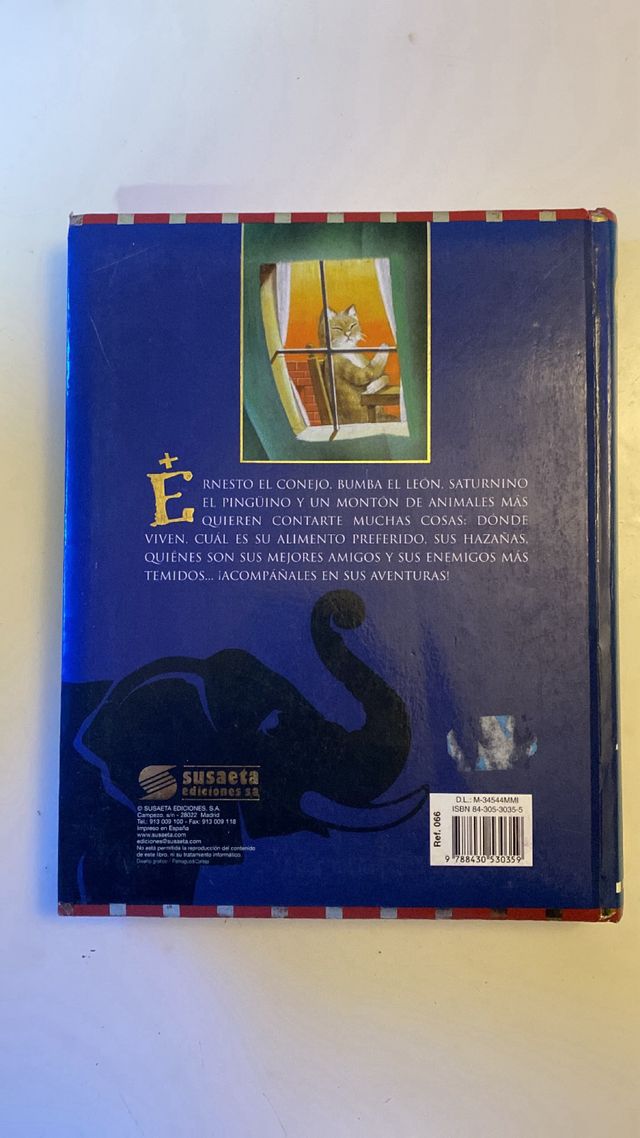 ERNESTO EL CONEJO, BUMBA EL LEÓN, SATURNINO
EL PINGÜINO Y UN MONTÓN DE ANIMALES MÁS
QUIEREN CONTARTE MUCHAS COSAS: DÓNDE
VIVEN, CUÁL ES SU ALIMENTO PREFERIDO, SUS HAZAÑAS,
QUIÉNES SON SUS MEJORES AMIGOS Y SUS ENEMIGOS MÁS
TEMIDOS... ¡ACOMPÁÑALES EN SUS AVENTURAS!
susaeta
ediciones sa
© SUSAETA EDICIONES, S.A.
Campezo, s/n - 28022 Madrid
Tel.: 913 009 100 - Fax: 913 009 118
Impreso en España
www.susaeta.com
ediciones@susaeta.com
No está permitida la reproducción del contenido
de este libro, ni su tratamiento informático.
Diseño gráfico -
Ref. 066
D.L.: M-34544MMI
ISBN 84-305-3035-5
9 788430 530359